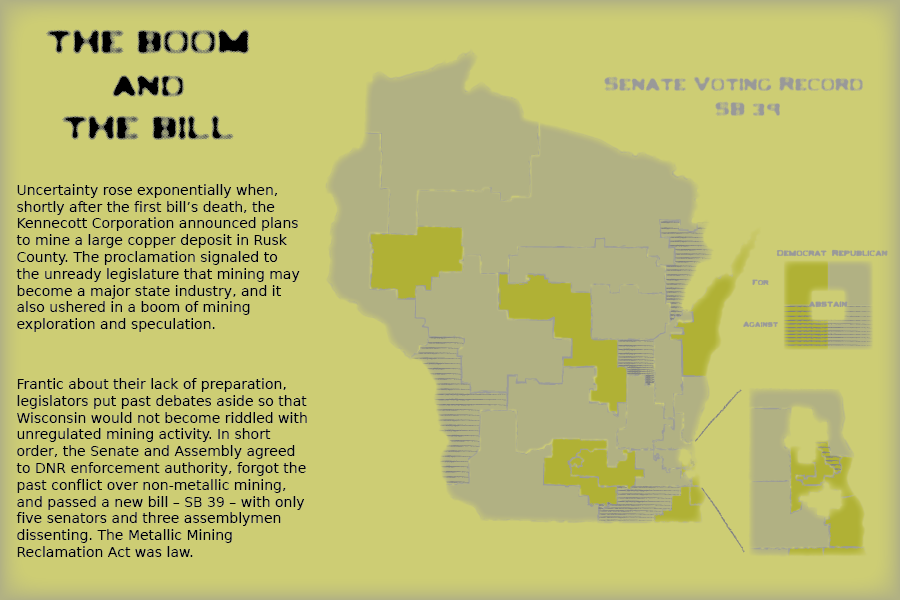 THE BOOM
AND
THE BILL
Uncertainty rose exponentially when,
shortly after the first bill’s death, the
Kennecott Corporation announced plans
to mine a large copper deposit in Rusk
County. The proclamation signaled to
the unready legislature that mining may
become a major state industry, and it
also ushered in a boom of mining
exploration and speculation.
Frantic about their lack of preparation,
legislators put past debates aside so that
Wisconsin would not become riddled with
unregulated mining activity. In short
order, the Senate and Assembly agreed
to DNR enforcement authority, forgot the
past conflict over non-metallic mining,
and passed a new bill – SB 39 – with only
five senators and three assemblymen
dissenting. The Metallic Mining
Reclamation Act was law.
SENATE VOTING RECORD
SB 39
DEMOCRAT REPUBLICAN
FOR
ABSTAIN
AGAINST